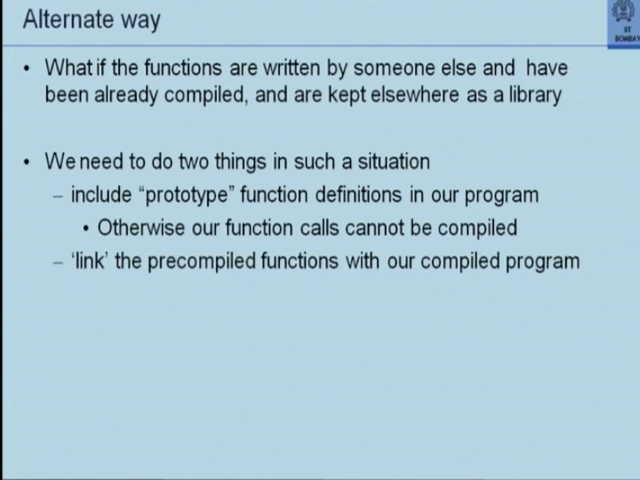 Alternate way
IIT
BOMBAY
• What if the functions are written by someone else and have
been already compiled, and are kept elsewhere as a library
• We need to do two things in such a situation
– include “prototype” function definitions in our program
• Otherwise our function calls cannot be compiled
– ‘link’ the precompiled functions with our compiled program